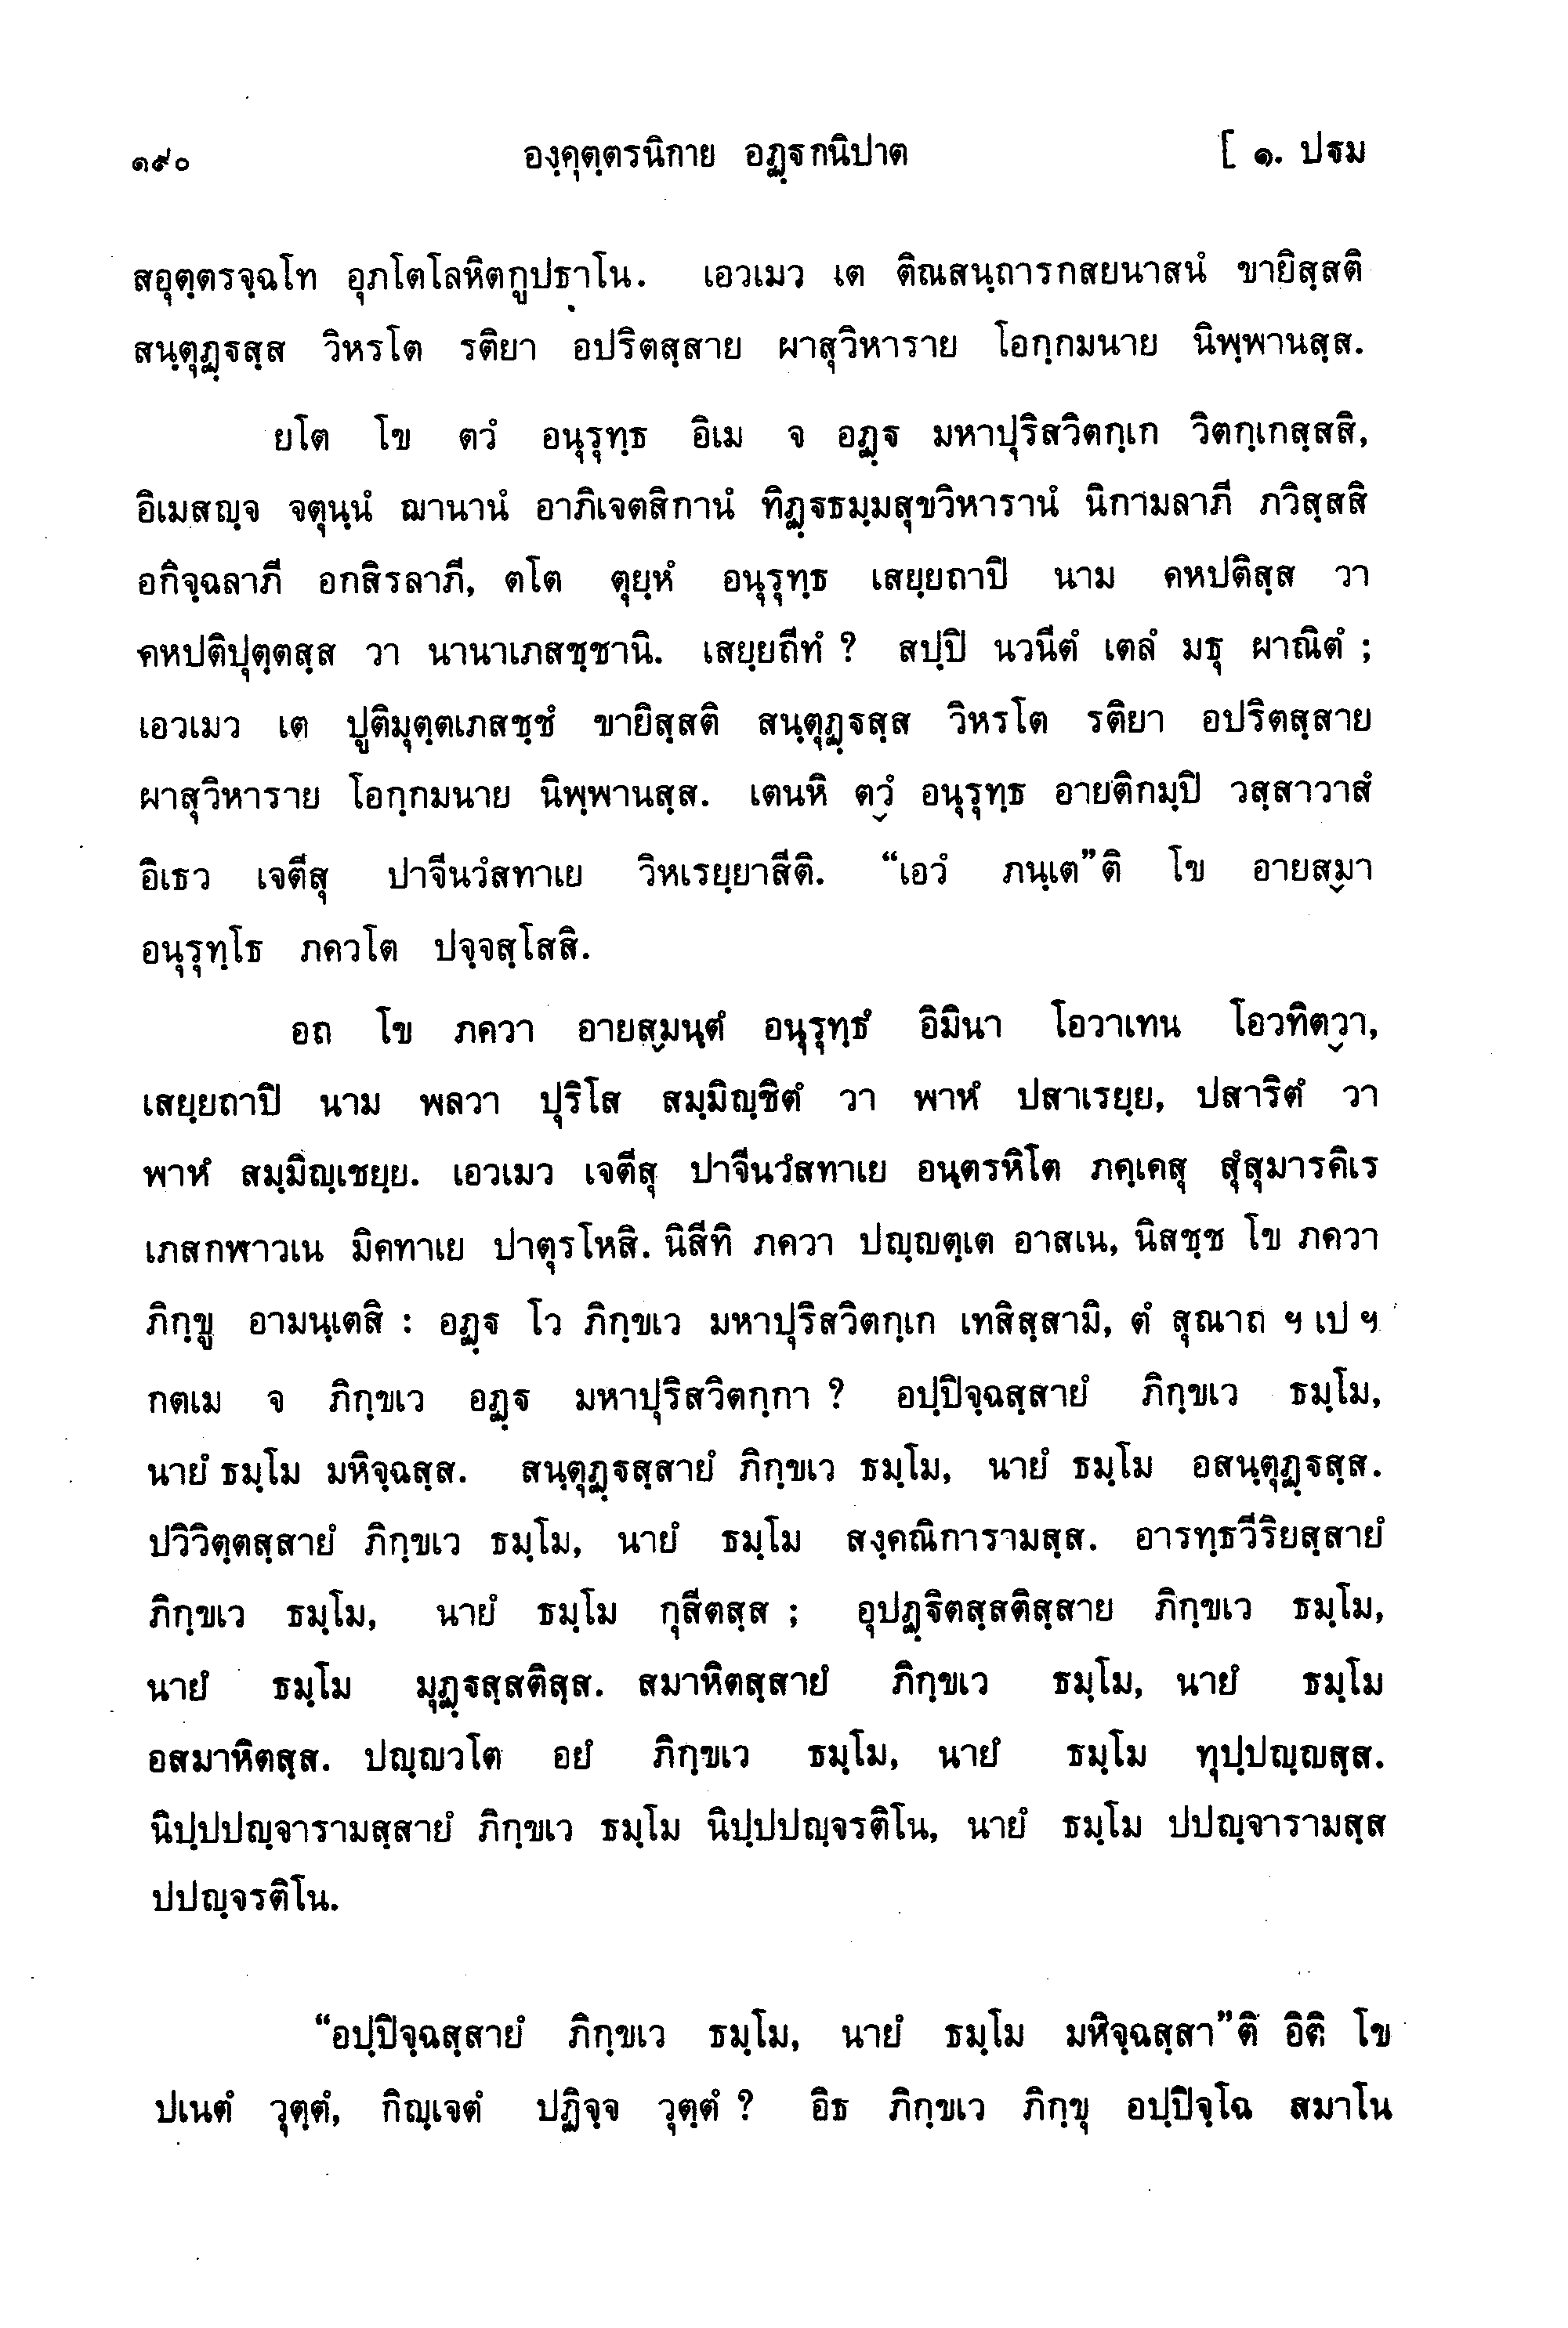 ๑๙๐ องฺคุตฺตรนิกาย อฏฺฐกนิปาต [ ๑. ปฐม
สอุตฺตรจฺฉโท อุภโตโลหิตกูปธาโน. เอวเมว เต ติณสนฺถารกสยนาสนํ ขายิสฺสติ
สนฺตุฏฺฐสฺส วิหรโต รติยา อปริตสฺสาย ผาสุวิหาราย โอกฺกมนาย นิพฺพานสฺส.
ยโต โข ตวํ อนุรุทฺธ อิเม จ อฏฺฐ มหาปุริสวิตกฺเก วิตกฺเกสฺสสิ,
อิเมสญฺจ จตุนฺนํ ฌานานํ อาภิเจตสิกานํ ทิฏฺฐธมฺมสุขวิหารานํ นิกามลาภี ภวิสฺสสิ
อกิจฺฉลาภี อกสิรลาภี, ตโต ตุยฺหํ อนุรุทฺธ เสยฺยถาปิ นาม คหปติสฺส วา
คหปติปุตฺตสฺส วา นานาเภสชฺชานิ. เสยฺยถีทํ ? สปฺปิ นวนีตํ เตลํ มธุ ผาณิตํ ;
เอวเมว เต ปูติมุตฺตเภสชฺชํ ขายิสฺสติ สนฺตุฏฺฐสฺส วิหรโต รติยา อปริตสฺสาย
ผาสุวิหาราย โอกฺกมนาย นิพฺพานสฺส. เตนหิ ตฺวํ อนุรุทฺธ อายติกมฺปิ วสฺสาวาสํ
อิเธว เจตีสุ ปาจีนวํสทาเย วิหเรยฺยาสีติ. “เอวํ ภนฺเต”ติ โข อายสฺมา
อนุรุทฺโธ ภควโต ปจฺจสฺโสสิ.
อถ โข ภควา อายสฺมนฺตํ อนุรุทฺธํ อิมินา โอวาเทน โอวทิตฺวา,
เสยฺยถาปิ นาม พลวา ปุริโส สมฺมิญฺชิตํ วา พาหํ ปสาเรยฺย, ปสาริตํ วา
พาหํ สมฺมิญฺเชยฺย. เอวเมว เจตีสุ ปาจีนวํสทาเย อนฺตรหิโต ภคฺเคสุ สุํสุมารคิเร
เภสกฬาวเน มิคทาเย ปาตุรโหสิ. นิสีทิ ภควา ปญฺญตฺเต อาสเน, นิสชฺช โข ภควา
ภิกฺขู อามนฺเตสิ : อฏฺฐ โว ภิกฺขเว มหาปุริสวิตกฺเก เทสิสฺสามิ, ตํ สุณาถ ฯ เป ฯ
กตเม จ ภิกฺขเว อฏฺฐ มหาปุริสวิตกฺกา ? อปฺปิจฺฉสฺสายํ ภิกฺขเว ธมฺโม,
นายํ ธมฺโม มหิจฺฉสฺส. สนฺตุฏฺฐสฺสายํ ภิกฺขเว ธมฺโม, นายํ ธมฺโม อสนฺตุฏฺฐสฺส.
ปวิวิตฺตสฺสายํ ภิกฺขเว ธมฺโม, นายํ ธมฺโม สงฺคณิการามสฺส. อารทฺธวีริยสฺสายํ
ภิกฺขเว ธมฺโม, นายํ ธมฺโม กุสีตสฺส ; อุปฏฺฐิตสฺสติสฺสาย ภิกฺขเว ธมฺโม,
นายํ ธมฺโม มุฏฺฐสฺสติสฺส. สมาหิตสฺสายํ ภิกฺขเว ธมฺโม, นายํ ธมฺโม
อสมาหิตสฺส. ปญฺญวโต อยํ ภิกฺขเว ธมฺโม, นายํ ธมฺโม ทุปฺปญฺญสฺส.
นิปฺปปญฺจารามสฺสายํ ภิกฺขเว ธมฺโม นิปฺปปญฺจรติโน, นายํ ธมฺโม ปปญฺจารามสฺส
ปปญฺจรติโน.
“อปฺปิจฺฉสฺสายํ ภิกฺขเว ธมฺโม, นายํ ธมฺโม มหิจฺฉสฺสา”ติ อิติ โข
ปเนตํ วุตฺตํ, กิญฺเจตํ ปฏิจฺจ วุตฺตํ ? อิธ ภิกฺขเว ภิกฺขุ อปฺปิจฺโฉ สมาโน